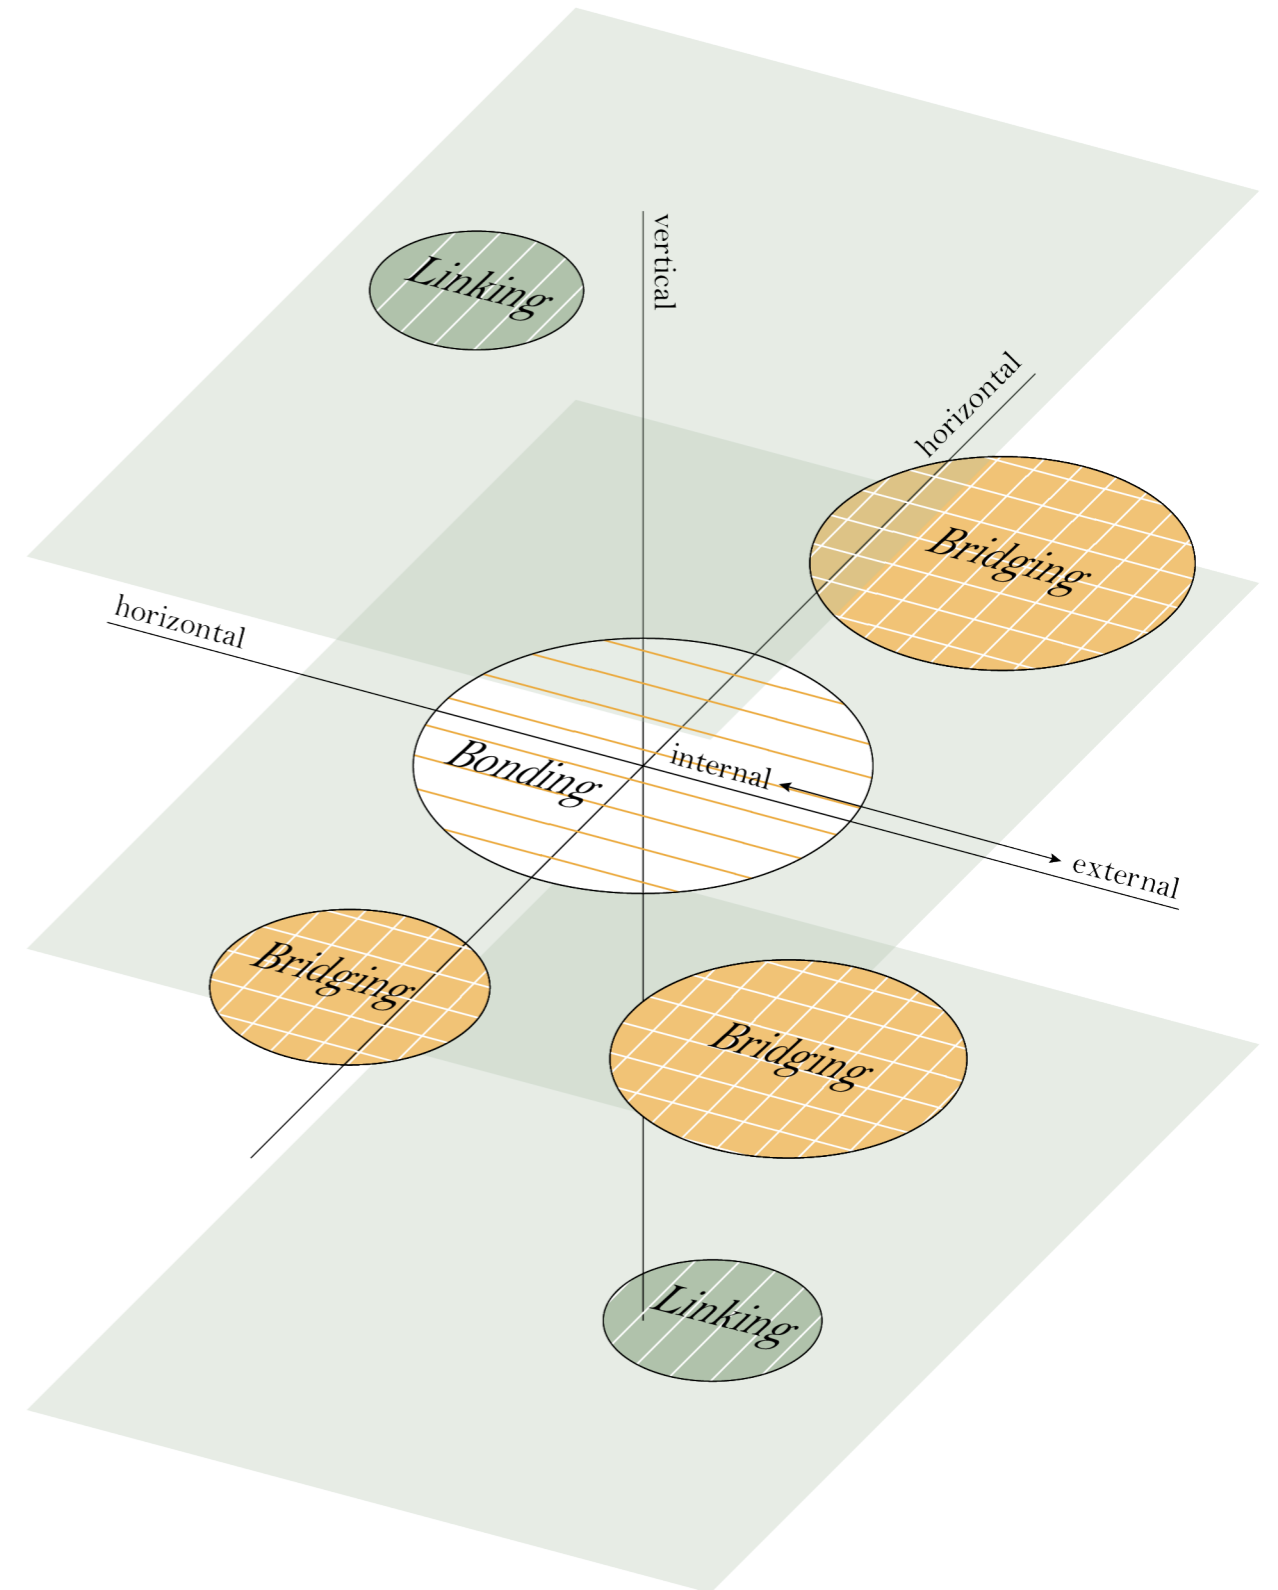 vertical
Linking
horizontal
Bridging
horizontal
internal
Bonding
external
Bridging
Bridging
Linking